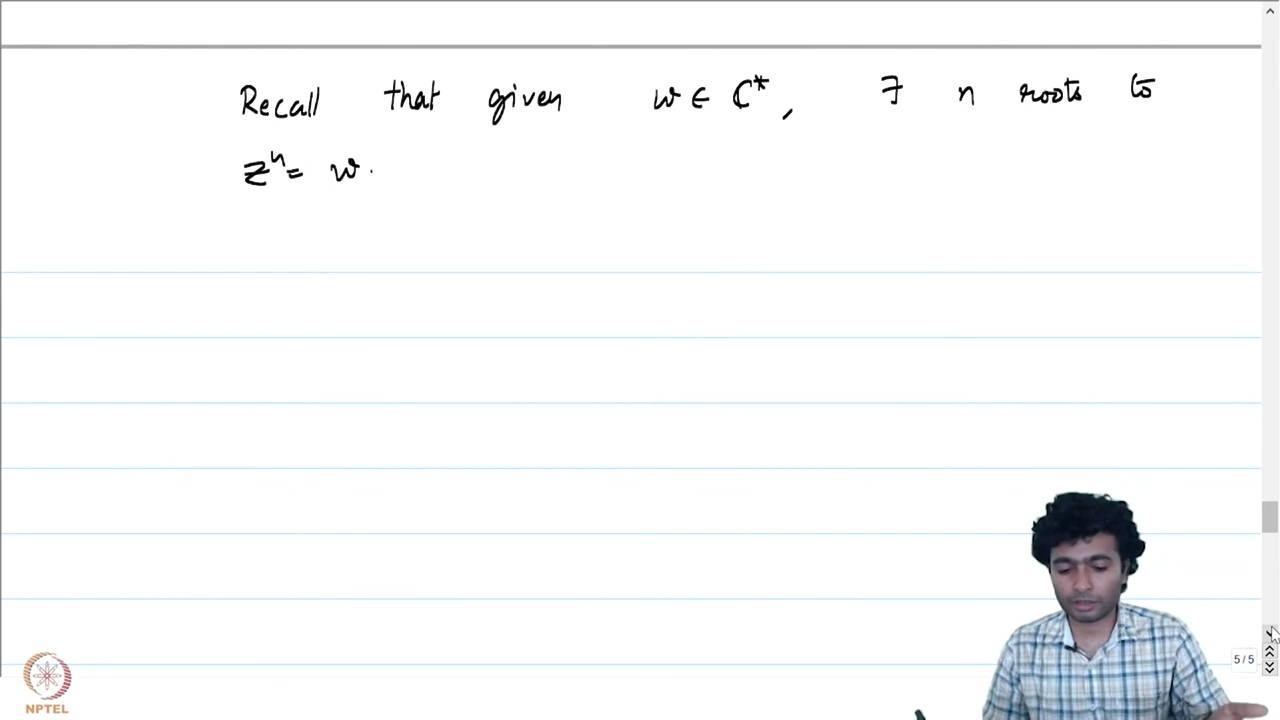 Recall that given w ∈ ℂ*, ∃ n roots to
zⁿ = w.
5 / 5
NPTEL